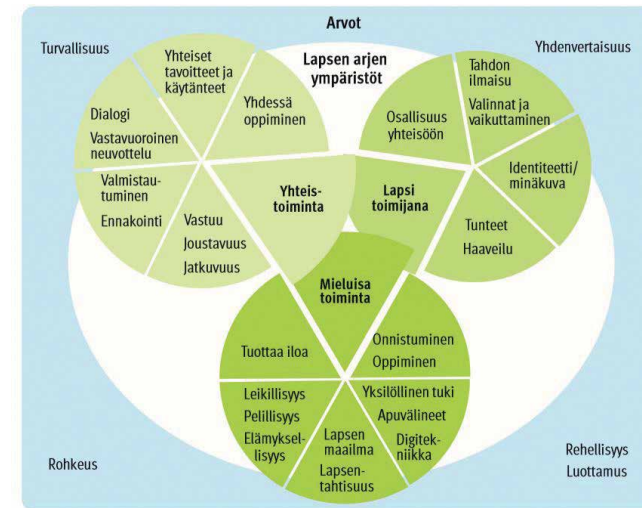 Arvot
Turvallisuus
Yhdenvertaisuus
Lapsen arjen
ympäristöt
Yhteiset
tavoitteet ja
käytänteet
Yhdessä
oppiminen
Dialogi
Vastavuoroinen
neuvottelu
Valmistau-
tuminen
Ennakointi
Vastuu
Joustavuus
Jatkuvuus
Yhteis-
toiminta
Osallisuus
yhteisöön
Tahdon
ilmaisu
Valinnat ja
vaikuttaminen
Identiteetti/
minäkuva
Tunteet
Haaveilu
Lapsi
toimijana
Mieluisa
toiminta
Tuottaa iloa
Onnistuminen
Oppiminen
Leikillisyys
Pelillisyys
Elämyksel-
lisyys
Lapsen
maailma
Lapsen-
tahtisuus
Yksilöllinen tuki
Apuvälineet
Digitek-
niikka
Rohkeus
Rehellisyys
Luottamus